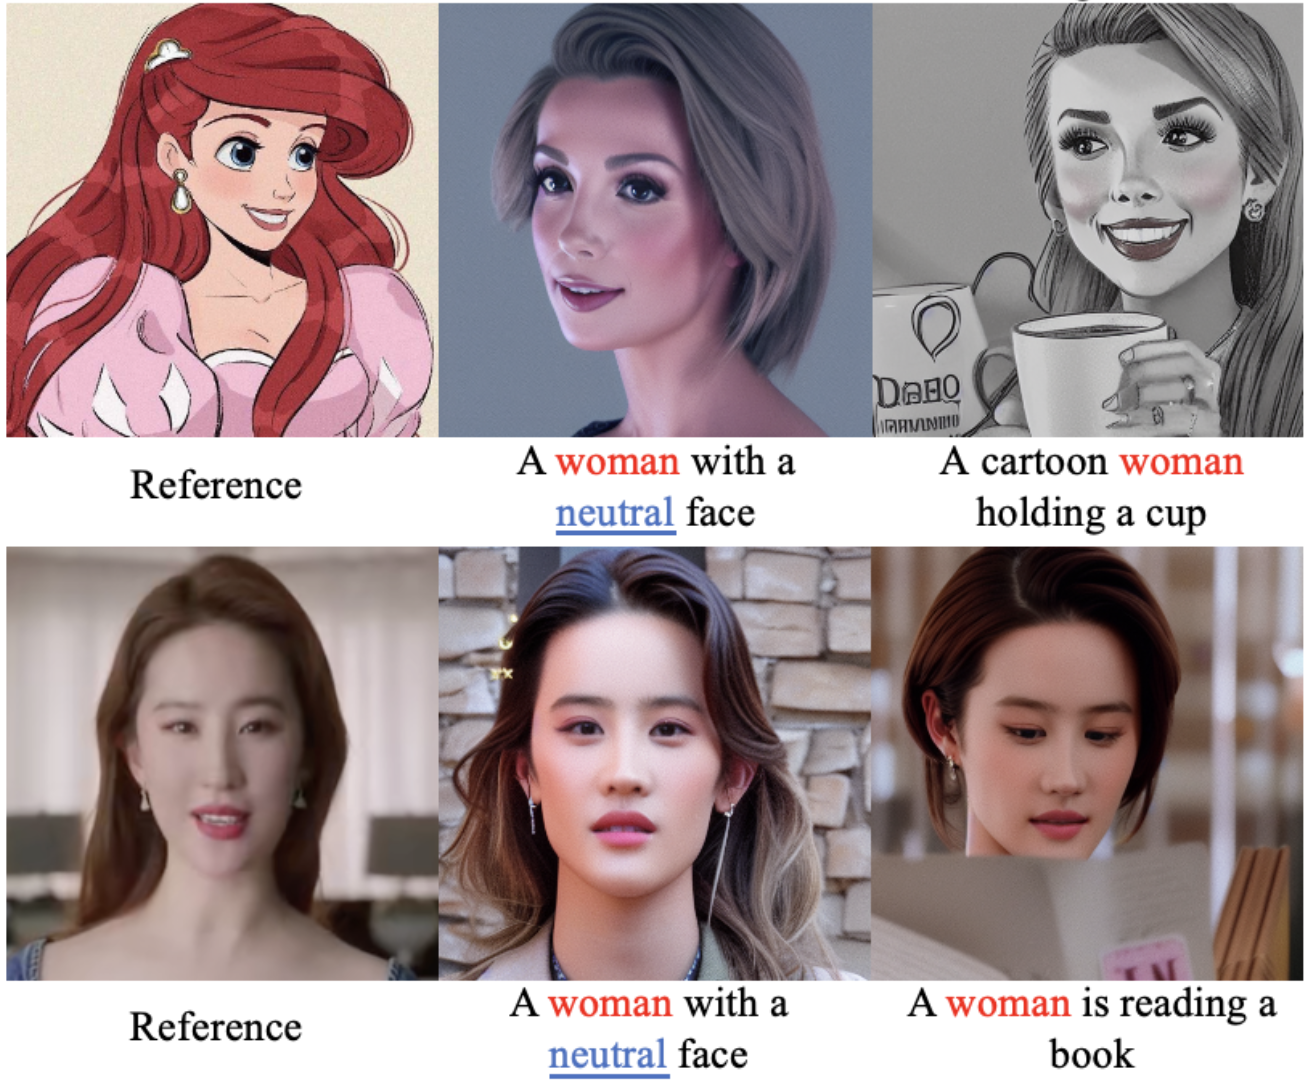 Reference
A woman with a
neutral face
A cartoon woman
holding a cup
Reference
A woman with a
neutral face
A woman is reading a
book